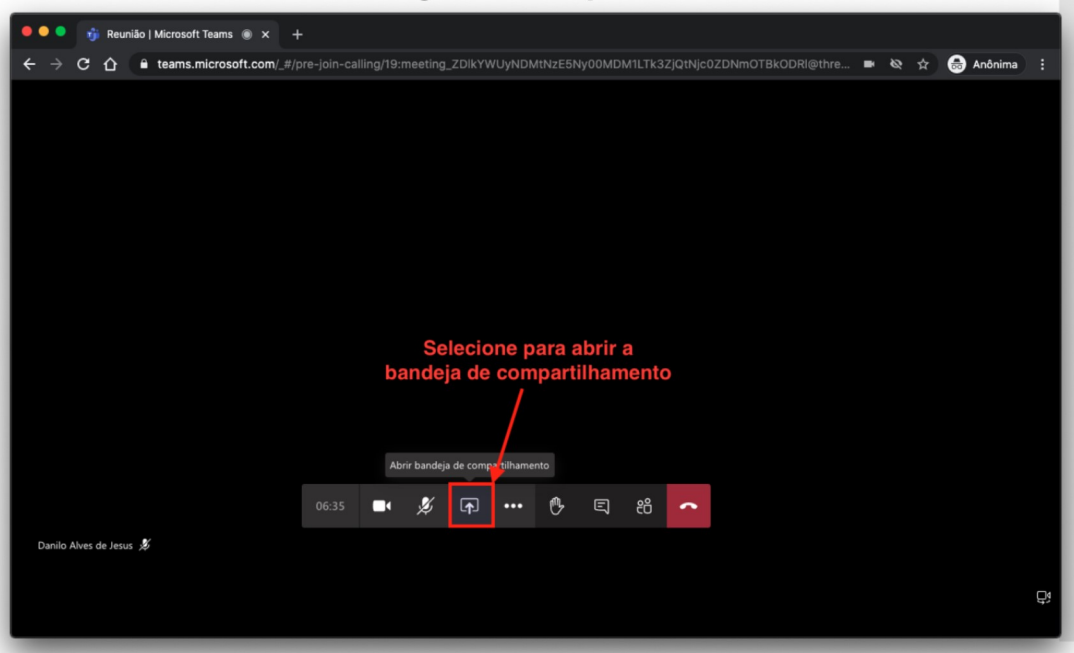 Reunião | Microsoft Teams
teams.microsoft.com/_#/pre-join-calling/19:meeting_ZDlkYWUyNDMtNzE5Ny00MDM1LTk3ZjQtNjc0ZDNmOTBkODRl@thre...
Anônima
Selecione para abrir a
bandeja de compartilhamento
Abrir bandeja de compartilhamento
06:35
Danilo Alves de Jesus